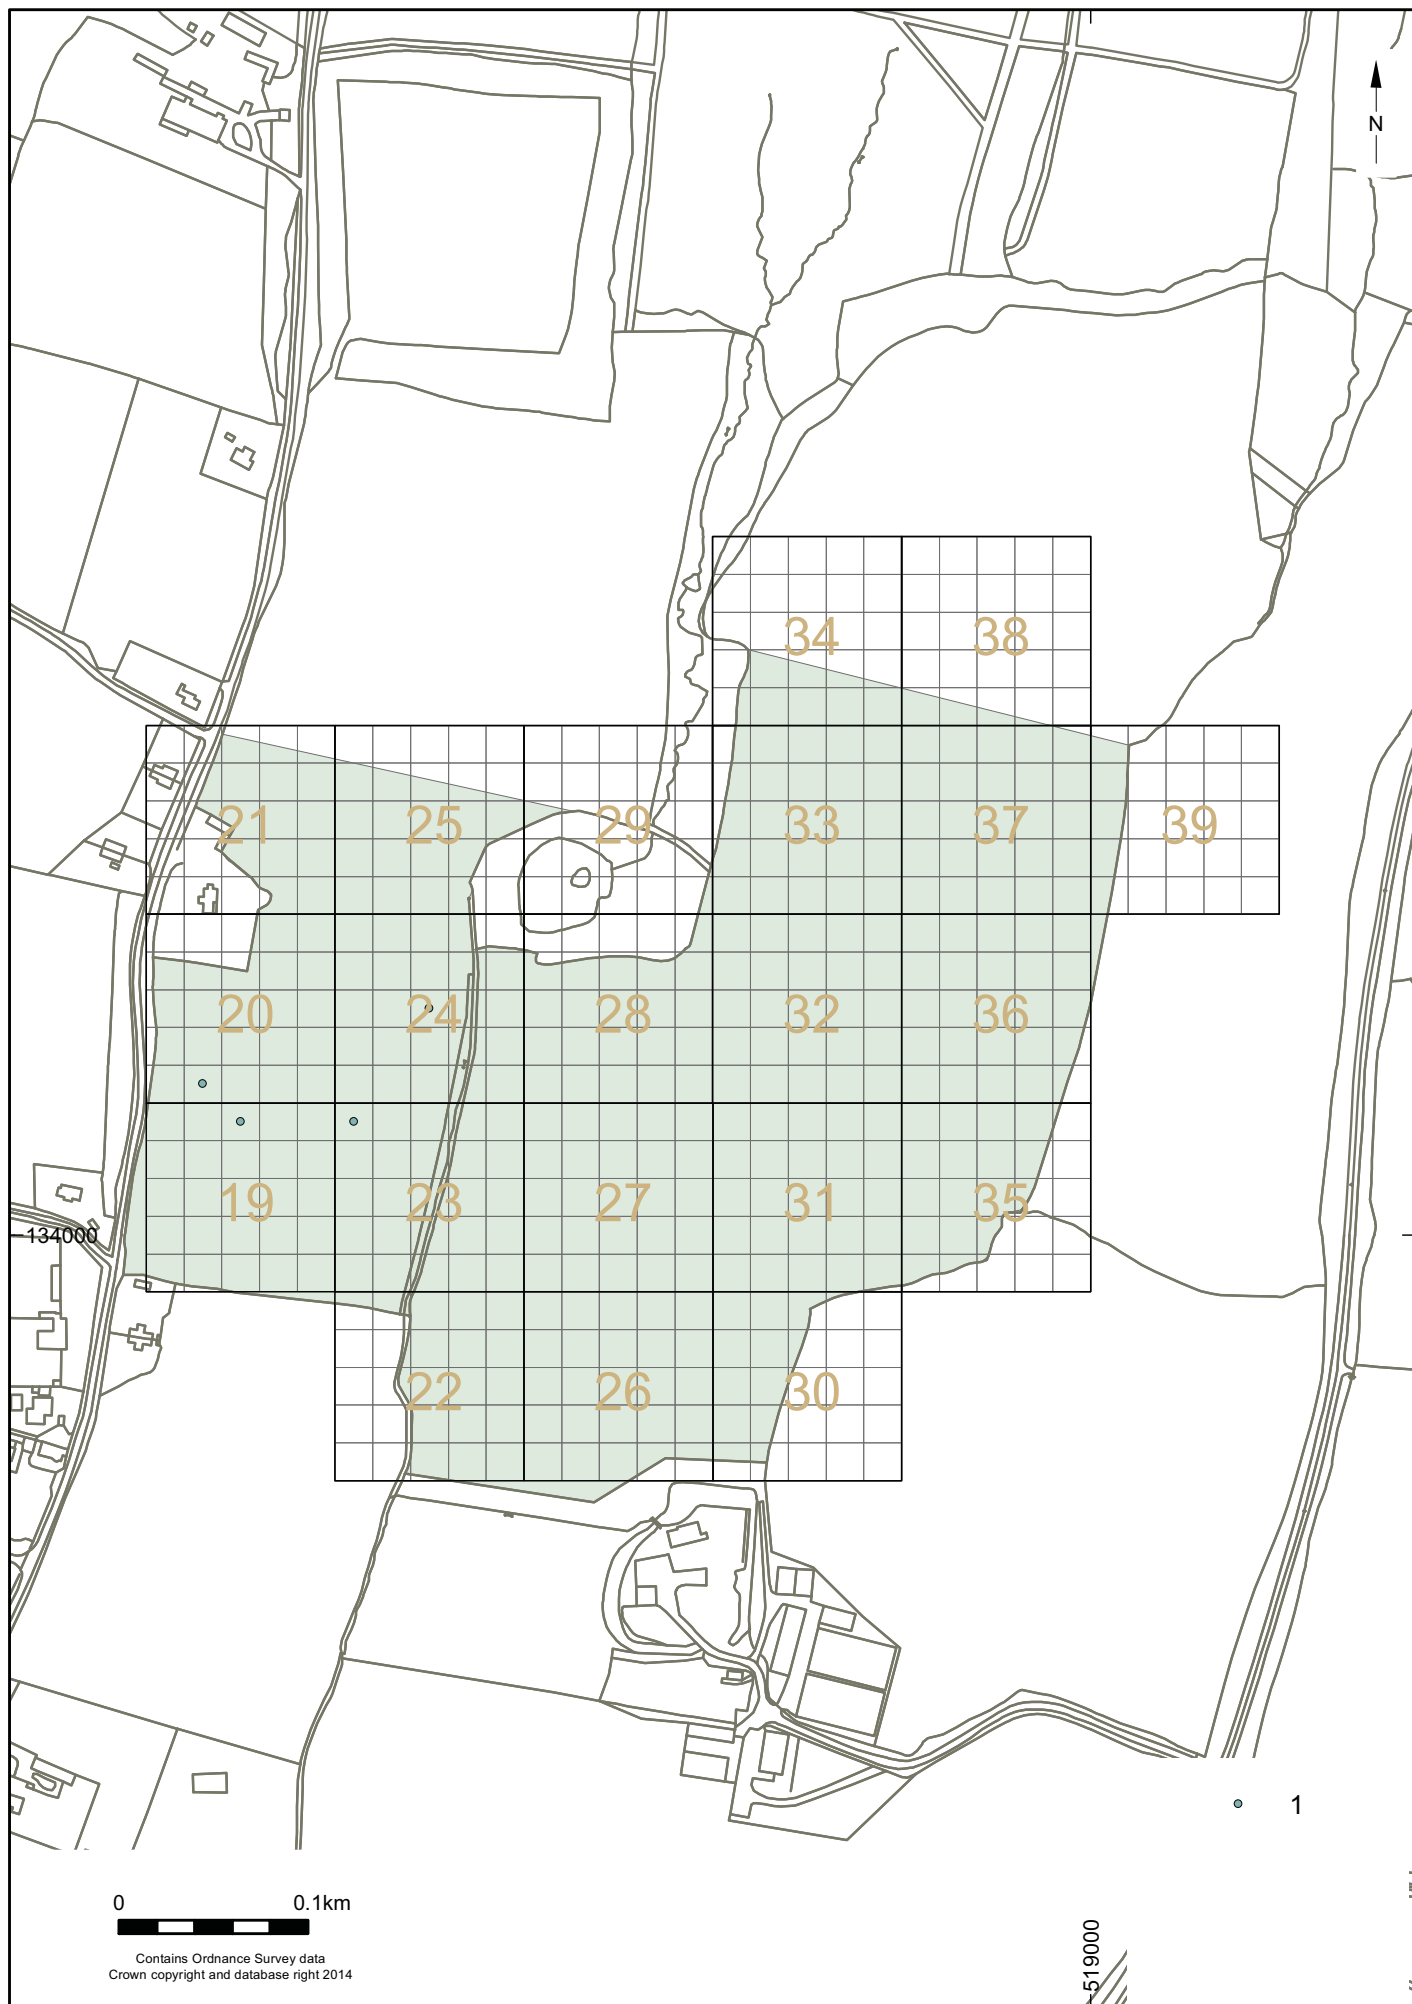 N
34 38
21 25 29 33 37 39
20 24 28 32 36
19 23 27 31 35
134000
22 26 30
1
0 0.1km
Contains Ordnance Survey data
Crown copyright and database right 2014
519000